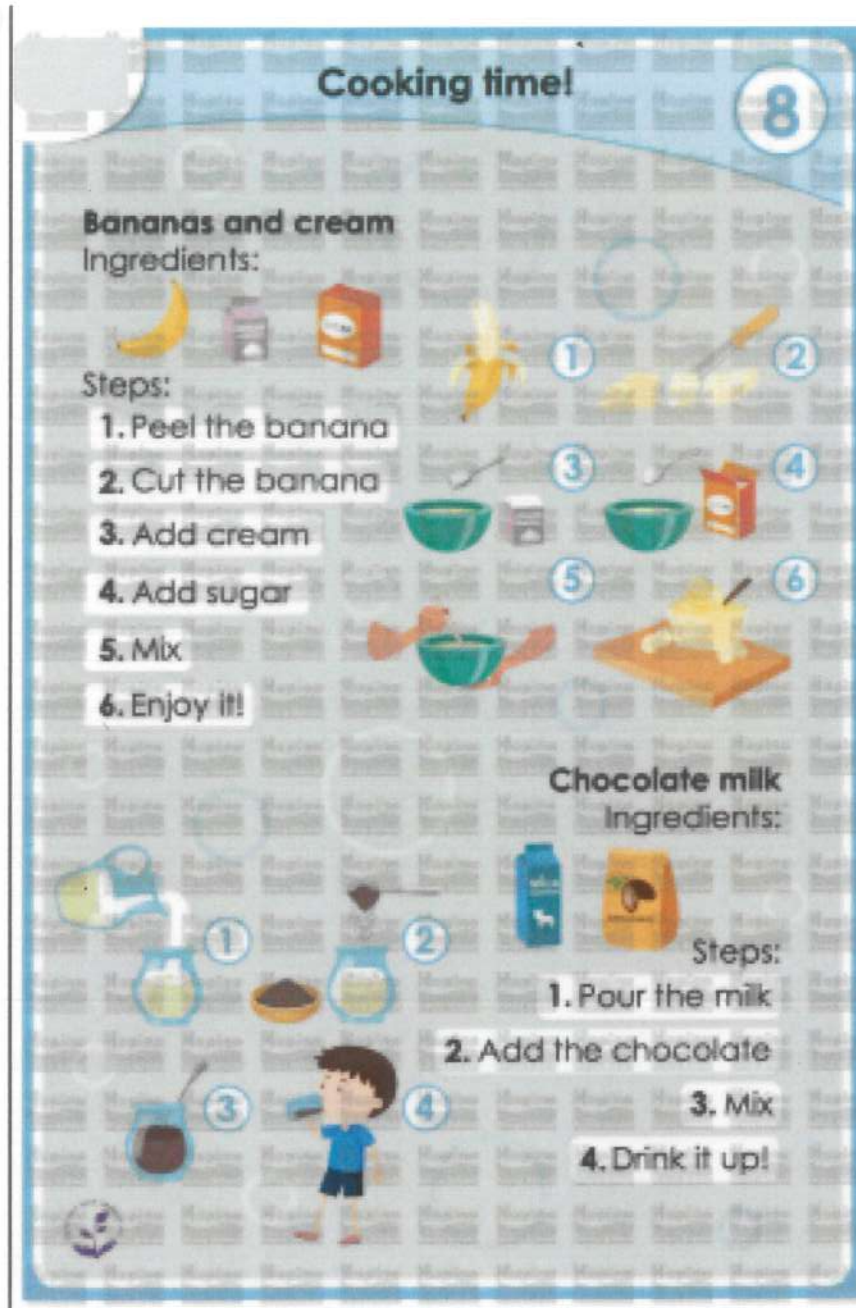 Cooking time!
8
Bananas and cream
Ingredients:
1
2
Steps:
1. Peel the banana
2. Cut the banana
3
4
3. Add cream
4. Add sugar
5
6
5. Mix
6. Enjoy it!
Chocolate milk
Ingredients:
1
2
Steps:
1. Pour the milk
2. Add the chocolate
3
4
3. Mix
4. Drink it up!